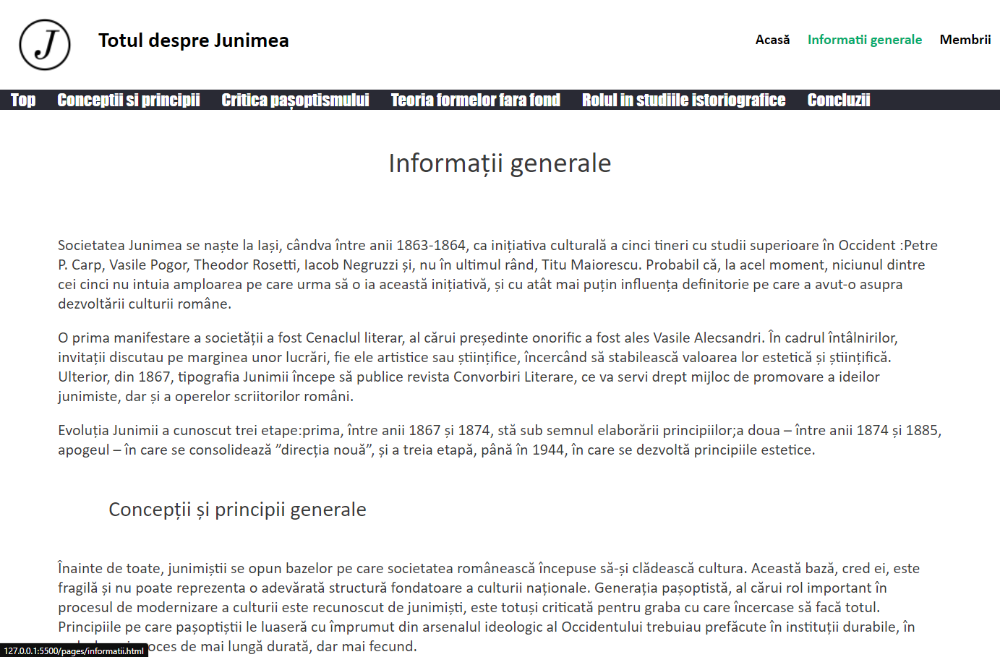 J
Totul despre Junimea
Acasă Informatii generale Membrii
Top Conceptii si principii Critica pașoptismului Teoria formelor fara fond Rolul in studiile istoriografice Concluzii
Informații generale
Societatea Junimea se naște la Iași, cândva între anii 1863-1864, ca inițiativa culturală a cinci tineri cu studii superioare în Occident :Petre
P. Carp, Vasile Pogor, Theodor Rosetti, Iacob Negruzzi și, nu în ultimul rând, Titu Maiorescu. Probabil că, la acel moment, niciunul dintre
cei cinci nu intuia amploarea pe care urma să o ia această inițiativă, și cu atât mai puțin influența definitorie pe care a avut-o asupra
dezvoltării culturii române.
O prima manifestare a societății a fost Cenaclul literar, al cărui președinte onorific a fost ales Vasile Alecsandri. În cadrul întâlnirilor,
invitații discutau pe marginea unor lucrări, fie ele artistice sau științifice, încercând să stabilească valoarea lor estetică și științifică.
Ulterior, din 1867, tipografia Junimii începe să publice revista Convorbiri Literare, ce va servi drept mijloc de promovare a ideilor
junimiste, dar și a operelor scriitorilor români.
Evoluția Junimii a cunoscut trei etape:prima, între anii 1867 și 1874, stă sub semnul elaborării principiilor;a doua – între anii 1874 și 1885,
apogeul – în care se consolidează ”direcția nouă”, și a treia etapă, până în 1944, în care se dezvoltă principiile estetice.
Concepții și principii generale
Înainte de toate, junimiștii se opun bazelor pe care societatea românească începuse să-și clădească cultura. Această bază, cred ei, este
fragilă și nu poate reprezenta o adevărată structură fondatoare a culturii naționale. Generația pașoptistă, al cărui rol important în
procesul de modernizare a culturii este recunoscut de junimiști, este totuși criticată pentru graba cu care încercase să facă totul.
Principiile pe care pașoptiștii le luaseră cu împrumut din arsenalul ideologic al Occidentului trebuiau prefăcute în instituții durabile, în
oces de mai lungă durată, dar mai fecund.
127.0.0.1:5500/pages/informatii.html